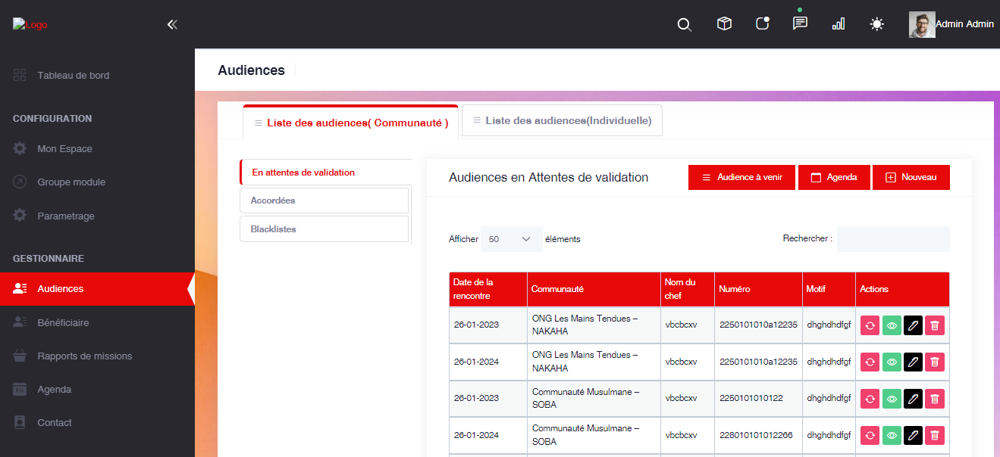 Logo
Admin Admin
Tableau de bord
CONFIGURATION
Mon Espace
Groupe module
Parametrage
GESTIONNAIRE
Audiences
Bénéficiaire
Rapports de missions
Agenda
Contact
Audiences
Liste des audiences( Communauté )
Liste des audiences(Individuelle)
En attentes de validation
Accordées
Blacklistes
Audiences en Attentes de validation
Audience à venir
Agenda
Nouveau
Afficher 50 éléments
Rechercher :
Date de la
rencontre
Communauté
Nom du
chef
Numéro
Motif
Actions
26-01-2023
ONG Les Mains Tendues –
NAKAHA
vbcbcxv
2250101010a12235
dhghdhdfgf
26-01-2024
ONG Les Mains Tendues –
NAKAHA
vbcbcxv
2250101010a12235
dhghdhdfgf
26-01-2023
Communauté Musulmane –
SOBA
vbcbcxv
2250101010122
dhghdhdfgf
26-01-2024
Communauté Musulmane –
SOBA
vbcbcxv
228010101012266
dhghdhdfgf